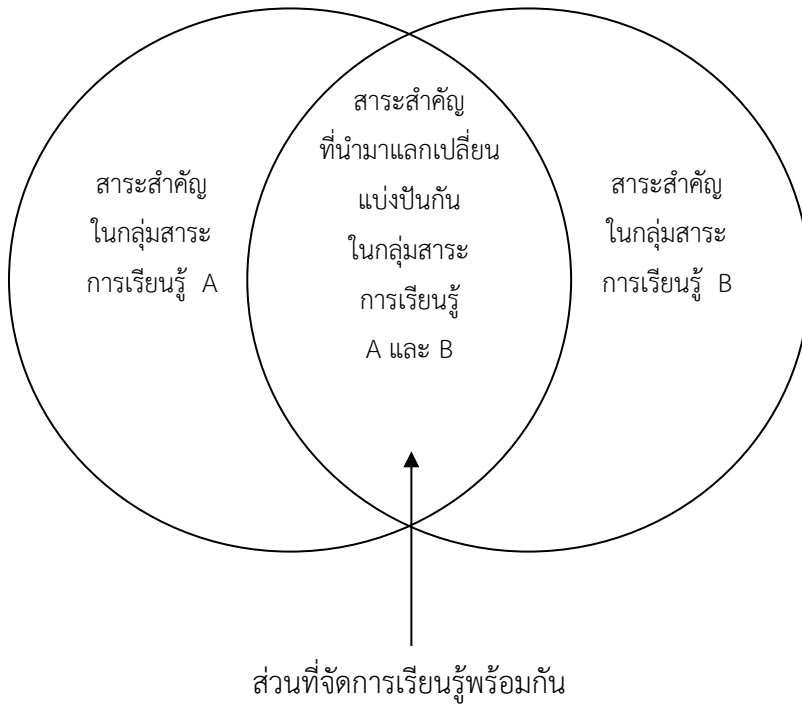 สาระสำคัญ
ในกลุ่มสาระ
การเรียนรู้ A
สาระสำคัญ
ที่นำมาแลกเปลี่ยน
แบ่งปันกัน
ในกลุ่มสาระ
การเรียนรู้
A และ B
สาระสำคัญ
ในกลุ่มสาระ
การเรียนรู้ B
ส่วนที่จัดการเรียนรู้พร้อมกัน